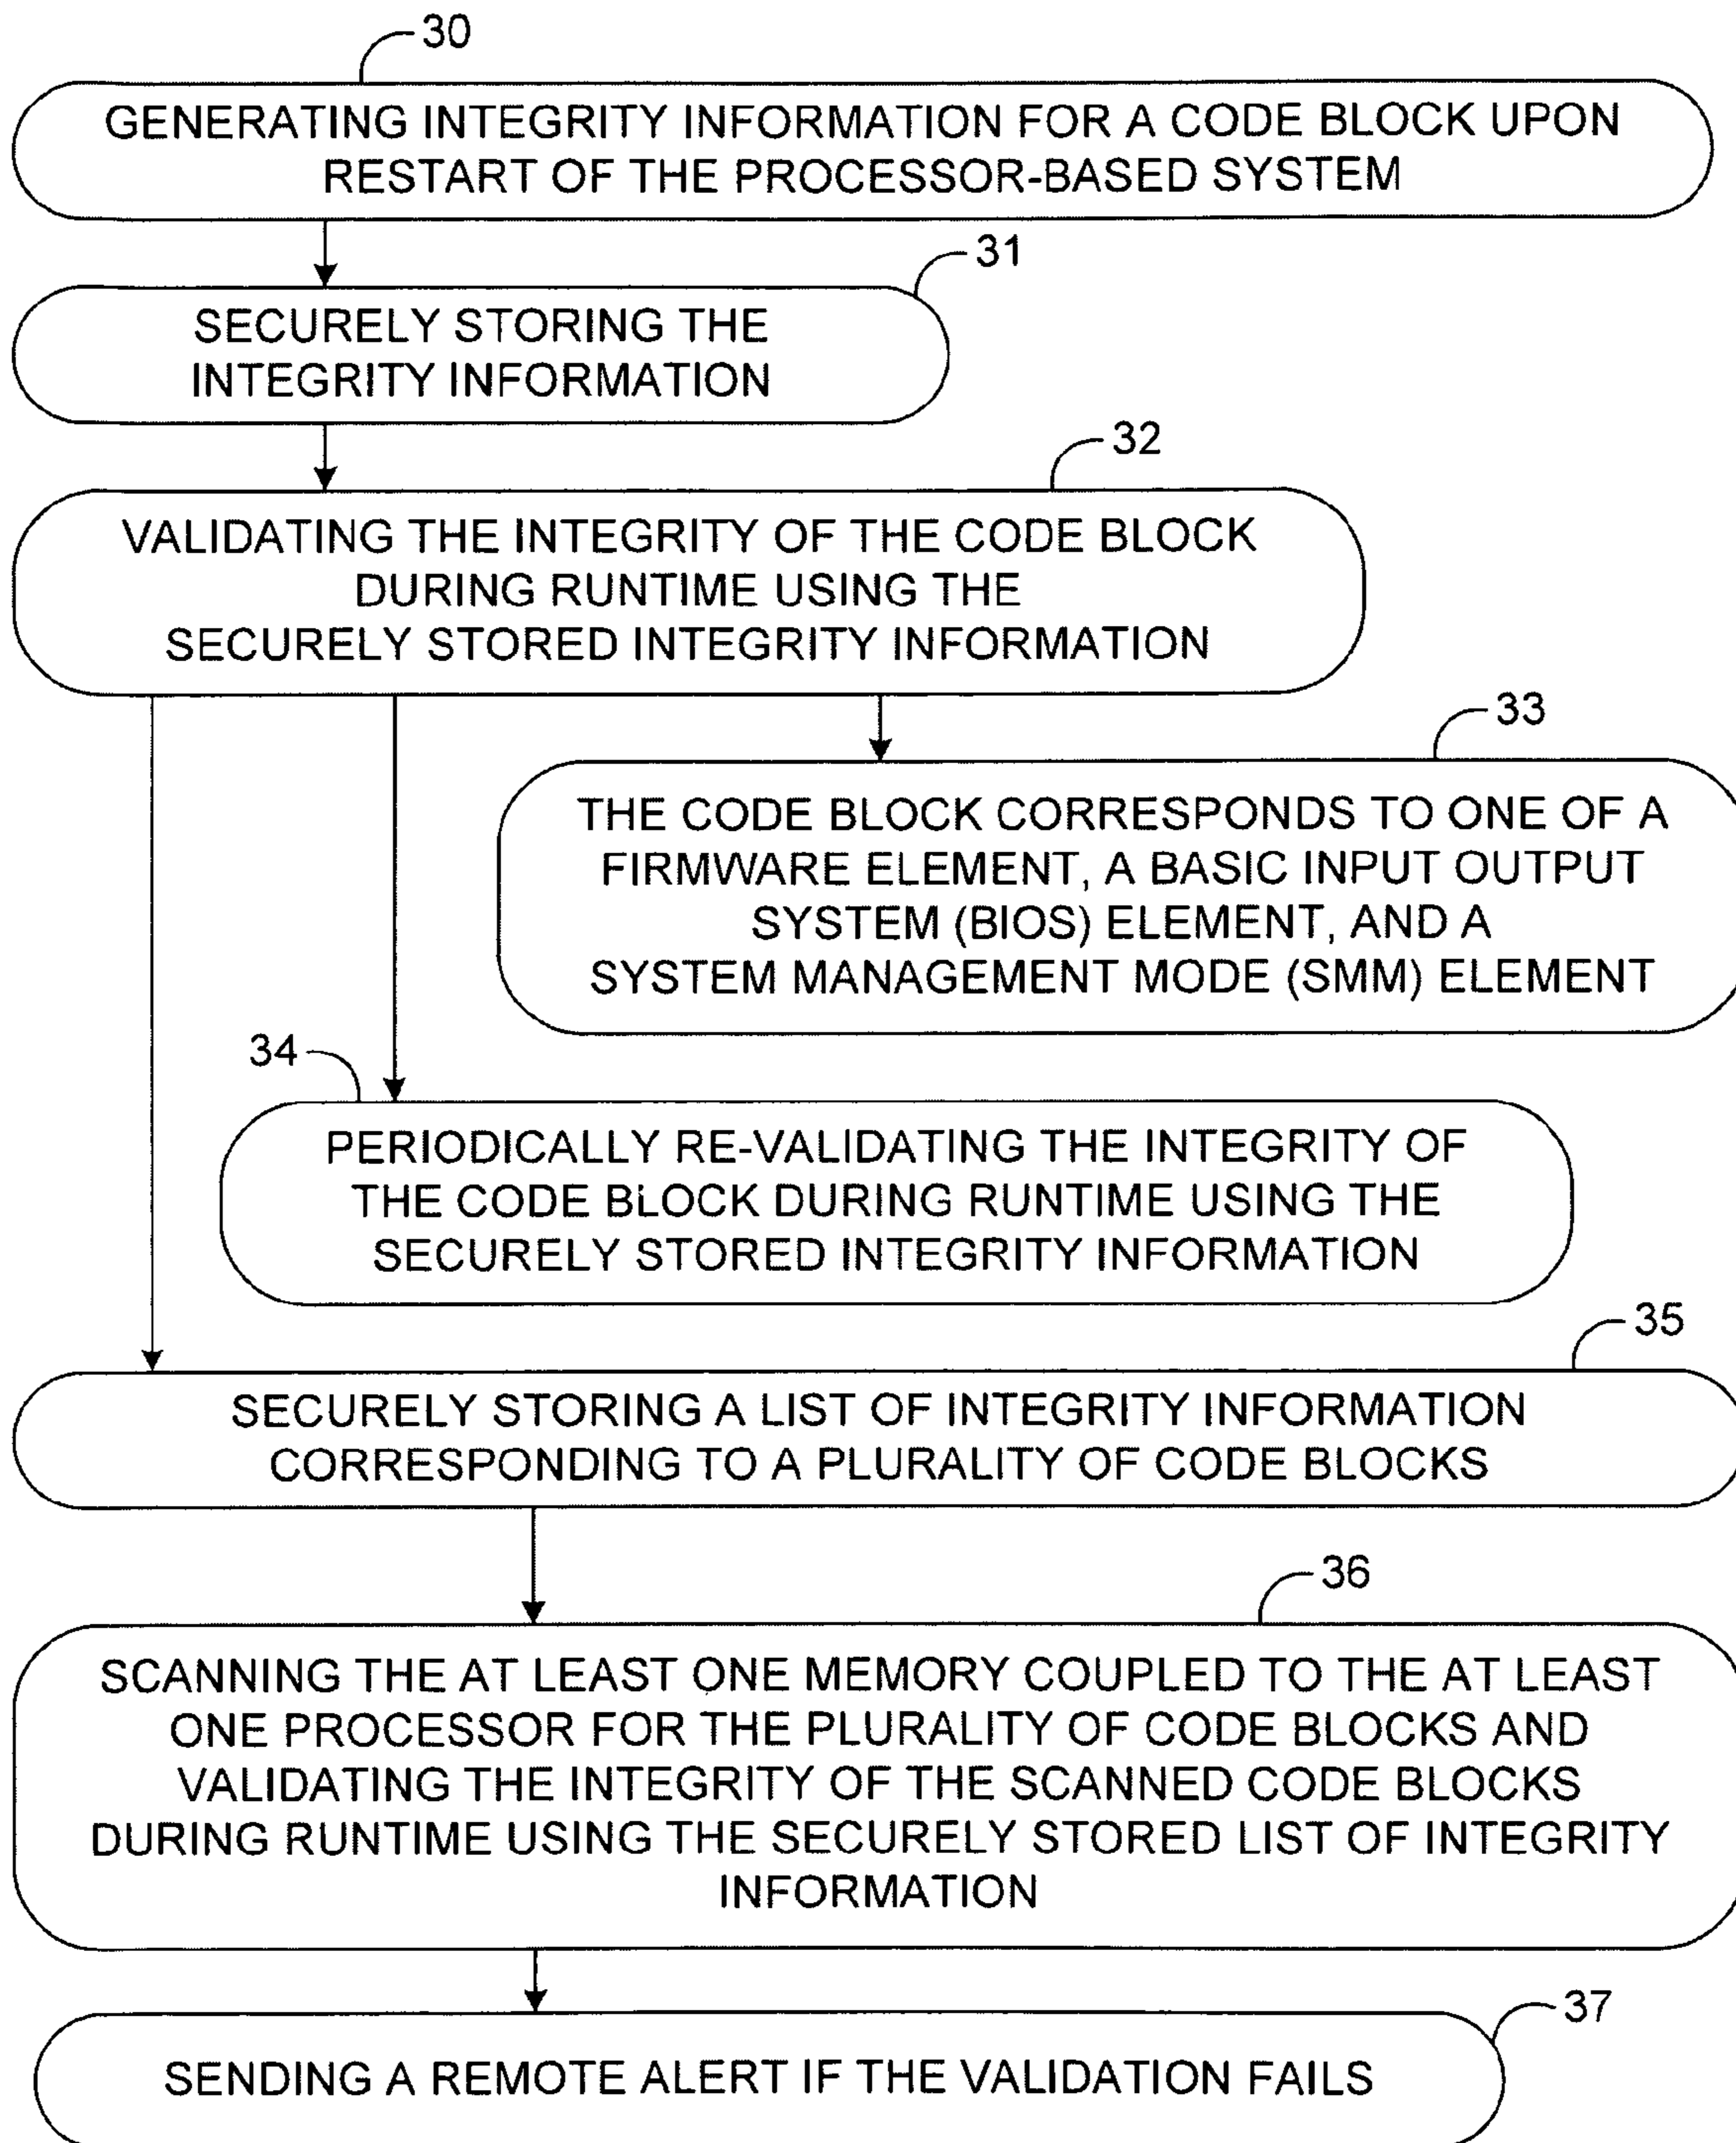 30
GENERATING INTEGRITY INFORMATION FOR A CODE BLOCK UPON
RESTART OF THE PROCESSOR-BASED SYSTEM
31
SECURELY STORING THE
INTEGRITY INFORMATION
32
VALIDATING THE INTEGRITY OF THE CODE BLOCK
DURING RUNTIME USING THE
SECURELY STORED INTEGRITY INFORMATION
33
THE CODE BLOCK CORRESPONDS TO ONE OF A
FIRMWARE ELEMENT, A BASIC INPUT OUTPUT
SYSTEM (BIOS) ELEMENT, AND A
SYSTEM MANAGEMENT MODE (SMM) ELEMENT
34
PERIODICALLY RE-VALIDATING THE INTEGRITY OF
THE CODE BLOCK DURING RUNTIME USING THE
SECURELY STORED INTEGRITY INFORMATION
35
SECURELY STORING A LIST OF INTEGRITY INFORMATION
CORRESPONDING TO A PLURALITY OF CODE BLOCKS
36
SCANNING THE AT LEAST ONE MEMORY COUPLED TO THE AT LEAST
ONE PROCESSOR FOR THE PLURALITY OF CODE BLOCKS AND
VALIDATING THE INTEGRITY OF THE SCANNED CODE BLOCKS
DURING RUNTIME USING THE SECURELY STORED LIST OF INTEGRITY
INFORMATION
37
SENDING A REMOTE ALERT IF THE VALIDATION FAILS